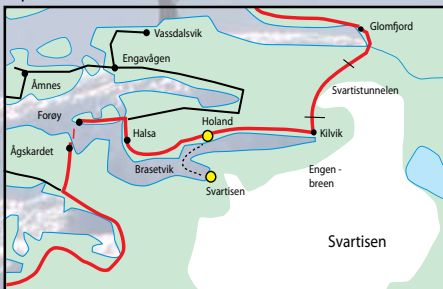 Glomfjord
Vassdalsvik
Engavågen
Åmnes
Svartistunnelen
Forøy
Holand
Halsa
Kilvik
Ågskardet
Brasetvik
Engen -
breen
Svartisen
Svartisen